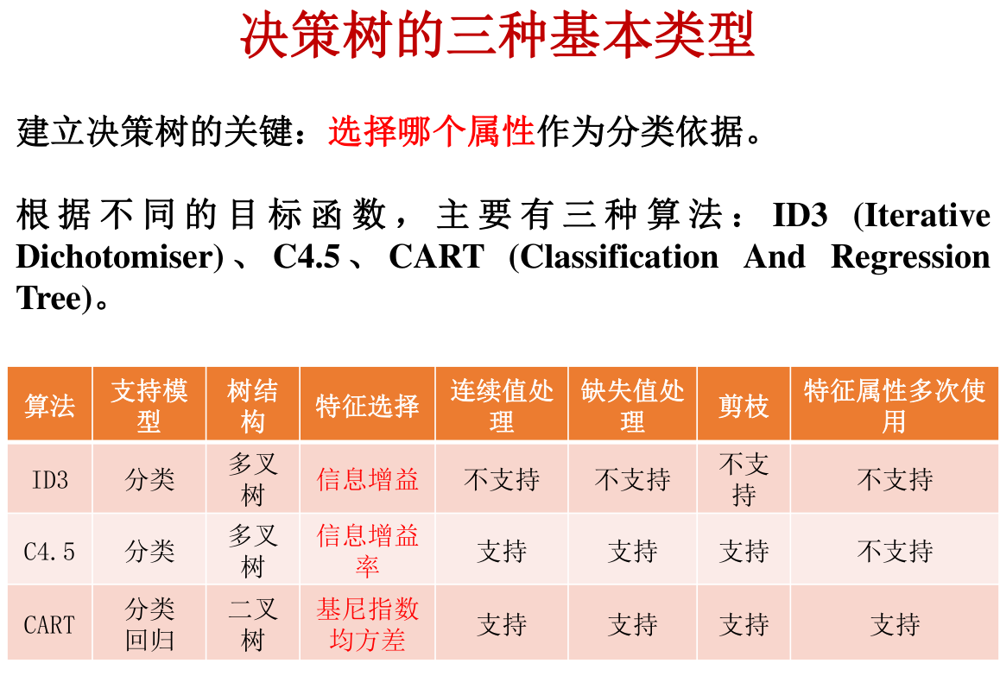 决策树的三种基本类型
建立决策树的关键：选择哪个属性作为分类依据。
根据不同的目标函数，主要有三种算法：ID3 (Iterative
Dichotomiser)、C4.5、CART (Classification And Regression
Tree)。
算法 支持模型 树结构 特征选择 连续值处理 缺失值处理 剪枝 特征属性多次使用
ID3 分类 多叉树 信息增益 不支持 不支持 不支持 不支持
C4.5 分类 多叉树 信息增益率 支持 支持 支持 不支持
CART 分类回归 二叉树 基尼指数均方差 支持 支持 支持 支持